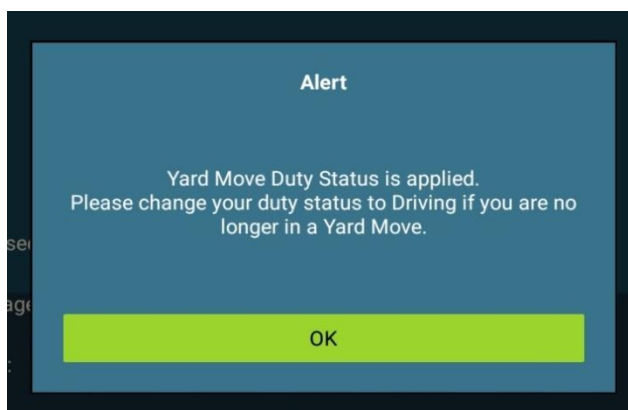 Alert
Yard Move Duty Status is applied.
Please change your duty status to Driving if you are no
longer in a Yard Move.
OK